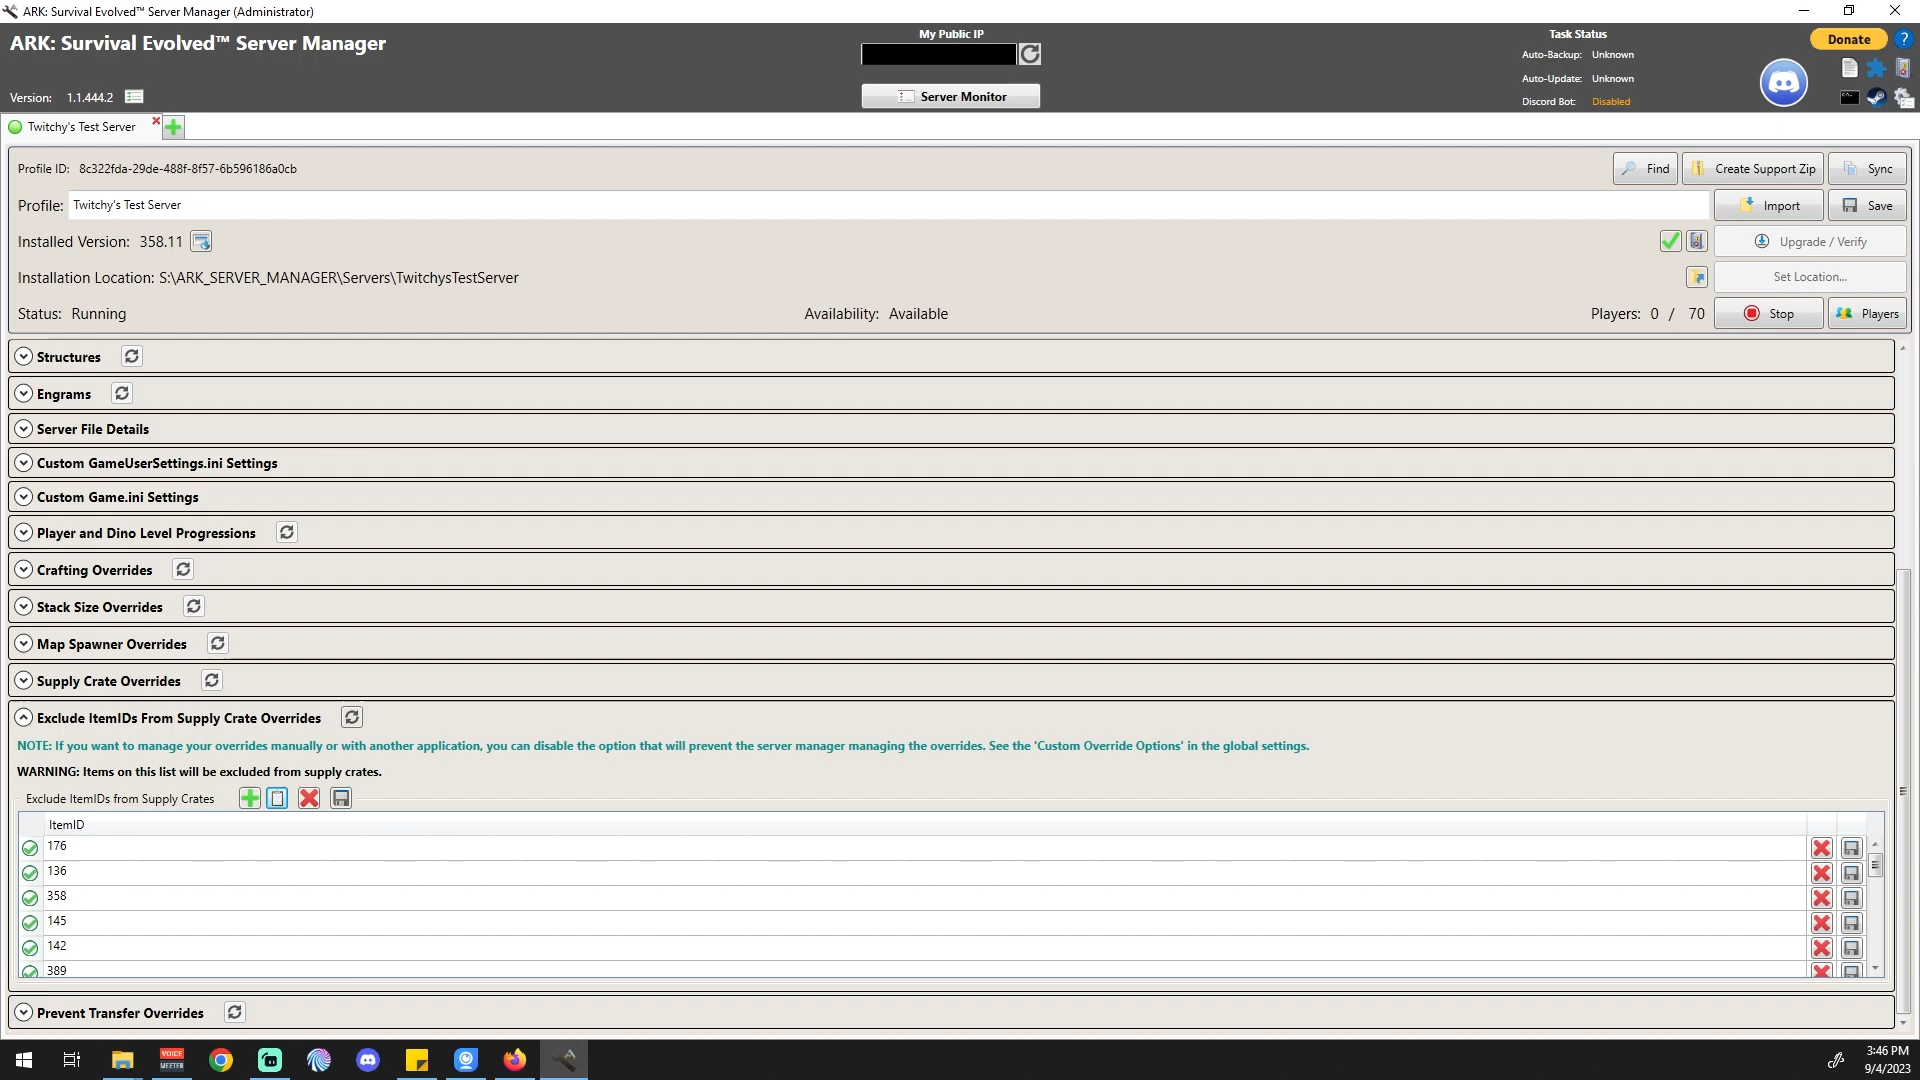 ARK: Survival Evolved™ Server Manager (Administrator)
ARK: Survival Evolved™ Server Manager
My Public IP
Task Status
Donate
?
Auto-Backup: Unknown
Auto-Update: Unknown
Version: 1.1.444.2
Server Monitor
Discord Bot: Disabled
Twitchy's Test Server
Profile ID: 8c322fda-29de-488f-8f57-6b596186a0cb
Find
Create Support Zip
Sync
Profile: Twitchy's Test Server
Import
Save
Installed Version: 358.11
Upgrade / Verify
Installation Location: S:\ARK_SERVER_MANAGER\Servers\TwitchysTestServer
Set Location...
Status: Running
Availability: Available
Players: 0 / 70
Stop
Players
Structures
Engrams
Server File Details
Custom GameUserSettings.ini Settings
Custom Game.ini Settings
Player and Dino Level Progressions
Crafting Overrides
Stack Size Overrides
Map Spawner Overrides
Supply Crate Overrides
Exclude ItemIDs From Supply Crate Overrides
NOTE: If you want to manage your overrides manually or with another application, you can disable the option that will prevent the server manager managing the overrides. See the 'Custom Override Options' in the global settings.
WARNING: Items on this list will be excluded from supply crates.
Exclude ItemIDs from Supply Crates
ItemID
176
136
358
145
142
389
Prevent Transfer Overrides
VOICE
MEETER
3:46 PM
9/4/2023